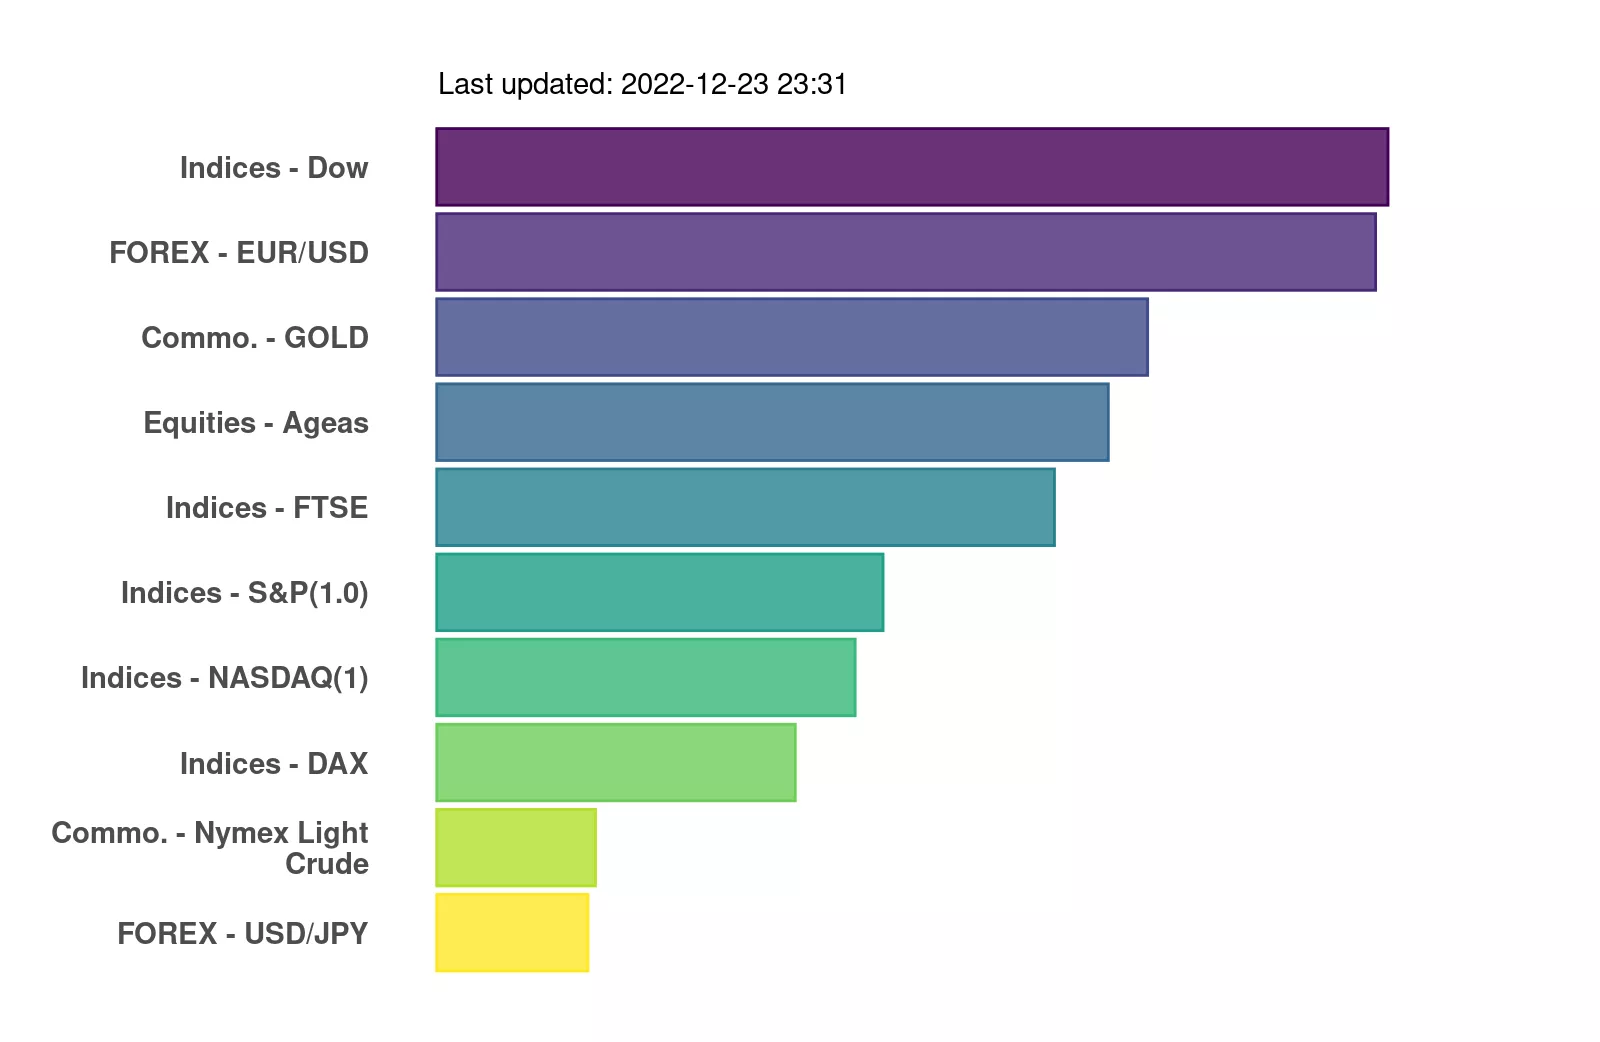 Last updated: 2022-12-23 23:31
Indices - Dow
FOREX - EUR/USD
Commo. - GOLD
Equities - Ageas
Indices - FTSE
Indices - S&P(1.0)
Indices - NASDAQ(1)
Indices - DAX
Commo. - Nymex Light
Crude
FOREX - USD/JPY